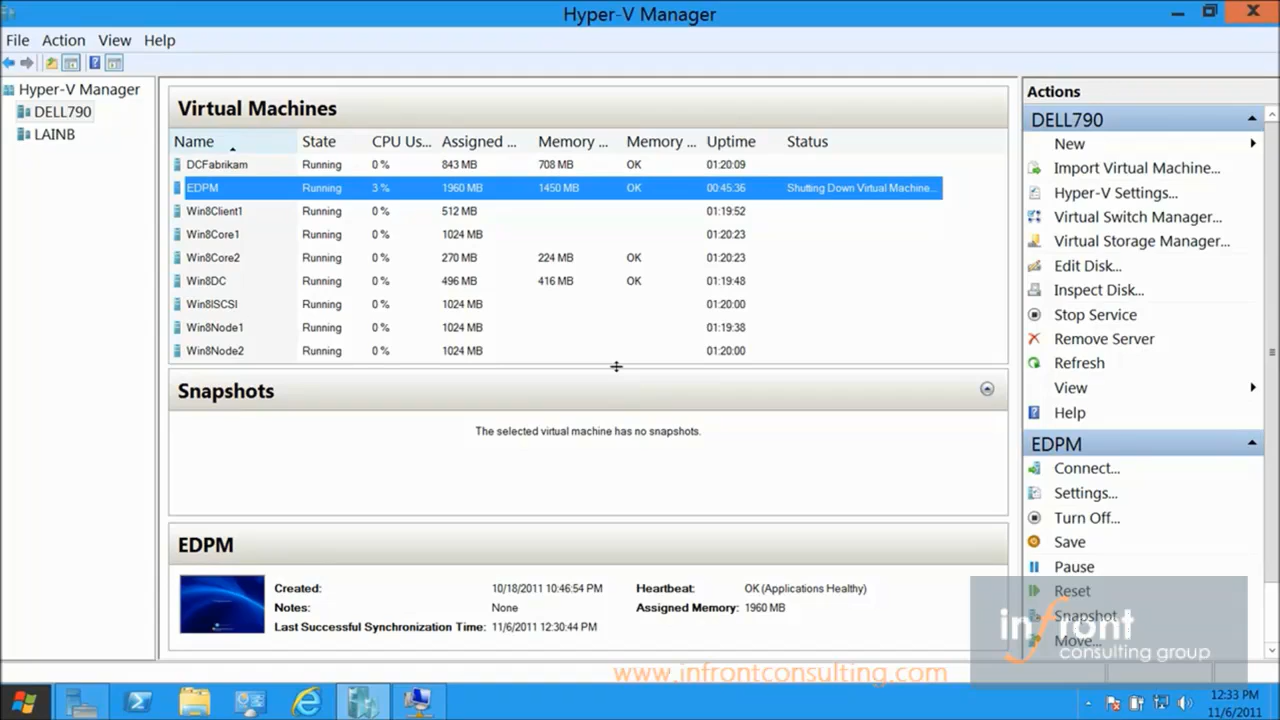 Hyper-V Manager
File Action View Help
Hyper-V Manager
DELL790
LAINB
Virtual Machines
Name State CPU Us... Assigned ... Memory ... Memory ... Uptime Status
DCFabrikam Running 0 % 843 MB 708 MB OK 01:20:09
EDPM Running 3 % 1960 MB 1450 MB OK 00:45:36 Shutting Down Virtual Machine...
Win8Client1 Running 0 % 512 MB 01:19:52
Win8Core1 Running 0 % 1024 MB 01:20:23
Win8Core2 Running 0 % 270 MB 224 MB OK 01:20:23
Win8DC Running 0 % 496 MB 416 MB OK 01:19:48
Win8ISCSI Running 0 % 1024 MB 01:20:00
Win8Node1 Running 0 % 1024 MB 01:19:38
Win8Node2 Running 0 % 1024 MB 01:20:00
Snapshots
The selected virtual machine has no snapshots.
EDPM
Created: 10/18/2011 10:46:54 PM Heartbeat: OK (Applications Healthy)
Notes: None Assigned Memory: 1960 MB
Last Successful Synchronization Time: 11/6/2011 12:30:44 PM
Actions
DELL790
New
Import Virtual Machine...
Hyper-V Settings...
Virtual Switch Manager...
Virtual Storage Manager...
Edit Disk...
Inspect Disk...
Stop Service
Remove Server
Refresh
View
Help
EDPM
Connect...
Settings...
Turn Off...
Save
Pause
Reset
Snapshot
Move...
infront
consulting group
www.infrontconsulting.com
12:33 PM
11/6/2011